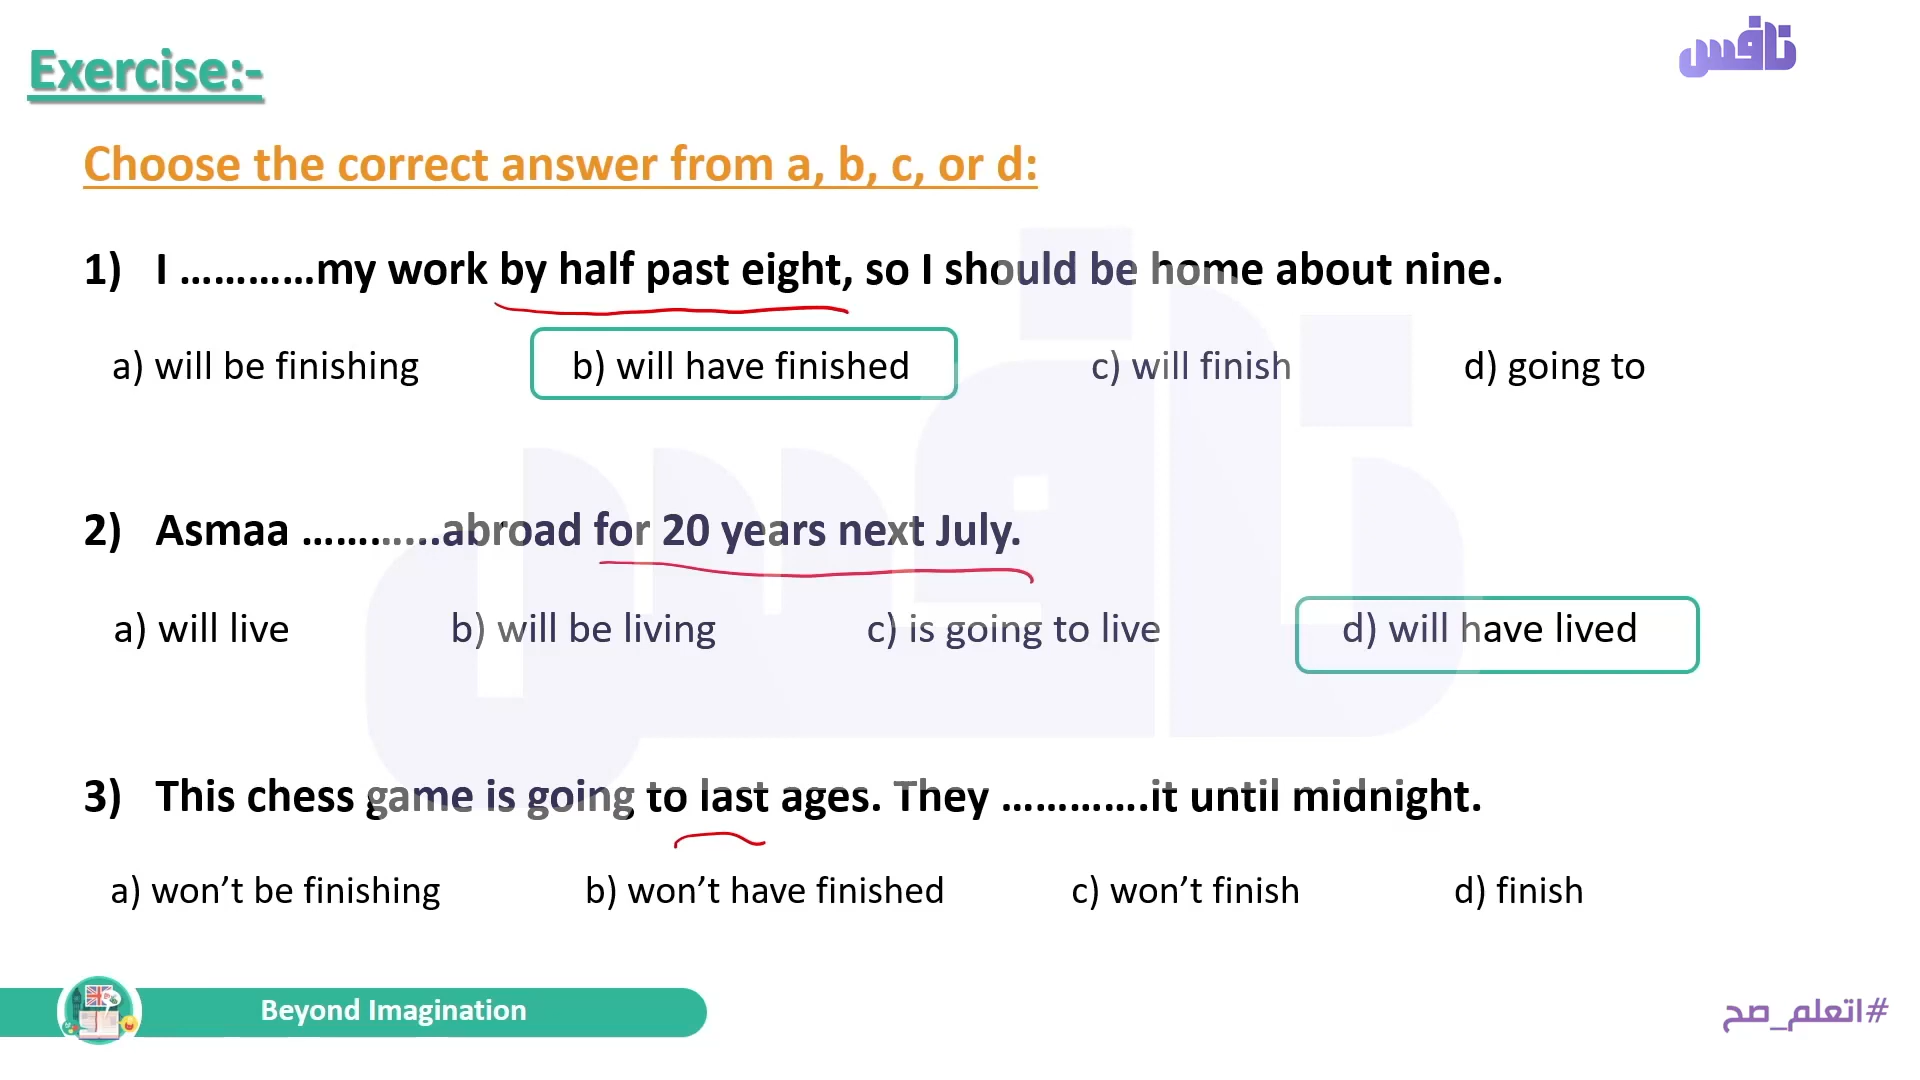 Exercise:-
نافس
Choose the correct answer from a, b, c, or d:
1) I …………my work by half past eight, so I should be home about nine.
a) will be finishing b) will have finished c) will finish d) going to
2) Asmaa ………...abroad for 20 years next July.
a) will live b) will be living c) is going to live d) will have lived
3) This chess game is going to last ages. They ………….it until midnight.
a) won’t be finishing b) won’t have finished c) won’t finish d) finish
Beyond Imagination
#اتعلم_صح